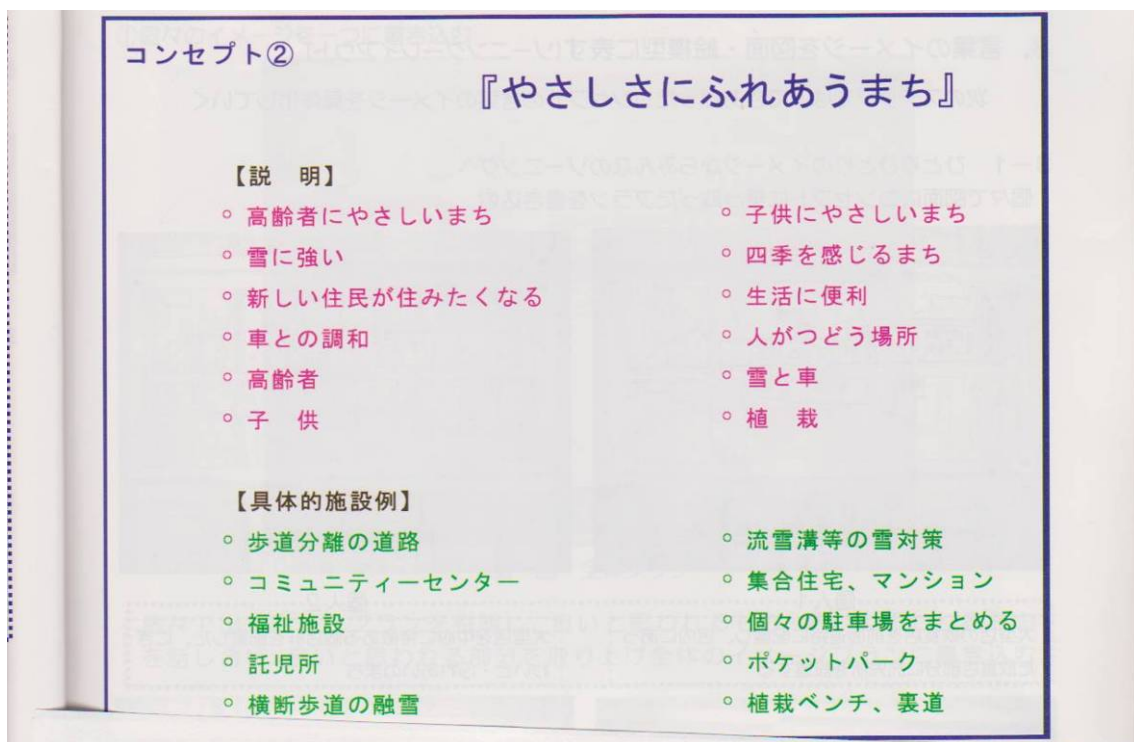 コンセプト②
『やさしさにふれあうまち』
【説　明】
○ 高齢者にやさしいまち
○ 雪に強い
○ 新しい住民が住みたくなる
○ 車との調和
○ 高齢者
○ 子　供
○ 子供にやさしいまち
○ 四季を感じるまち
○ 生活に便利
○ 人がつどう場所
○ 雪と車
○ 植　栽
【具体的施設例】
○ 歩道分離の道路
○ コミュニティーセンター
○ 福祉施設
○ 託児所
○ 横断歩道の融雪
○ 流雪溝等の雪対策
○ 集合住宅、マンション
○ 個々の駐車場をまとめる
○ ポケットパーク
○ 植栽ベンチ、裏道